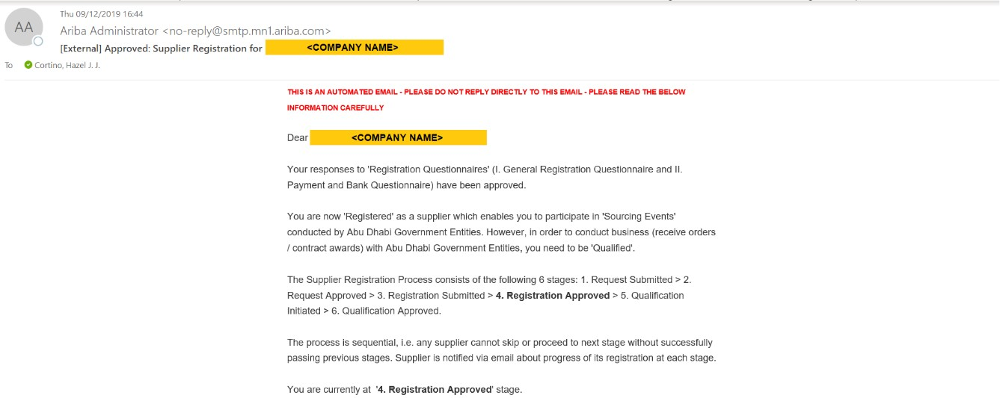 Thu 09/12/2019 16:44
AA
Ariba Administrator <no-reply@smtp.mn1.ariba.com>
[External] Approved: Supplier Registration for <COMPANY NAME>
To Cortino, Hazel J. J.
THIS IS AN AUTOMATED EMAIL - PLEASE DO NOT REPLY DIRECTLY TO THIS EMAIL - PLEASE READ THE BELOW
INFORMATION CAREFULLY
Dear <COMPANY NAME>
Your responses to 'Registration Questionnaires' (I. General Registration Questionnaire and II.
Payment and Bank Questionnaire) have been approved.
You are now 'Registered' as a supplier which enables you to participate in 'Sourcing Events'
conducted by Abu Dhabi Government Entities. However, in order to conduct business (receive orders
/ contract awards) with Abu Dhabi Government Entities, you need to be 'Qualified'.
The Supplier Registration Process consists of the following 6 stages: 1. Request Submitted > 2.
Request Approved > 3. Registration Submitted > 4. Registration Approved > 5. Qualification
Initiated > 6. Qualification Approved.
The process is sequential, i.e. any supplier cannot skip or proceed to next stage without successfully
passing previous stages. Supplier is notified via email about progress of its registration at each stage.
You are currently at '4. Registration Approved' stage.